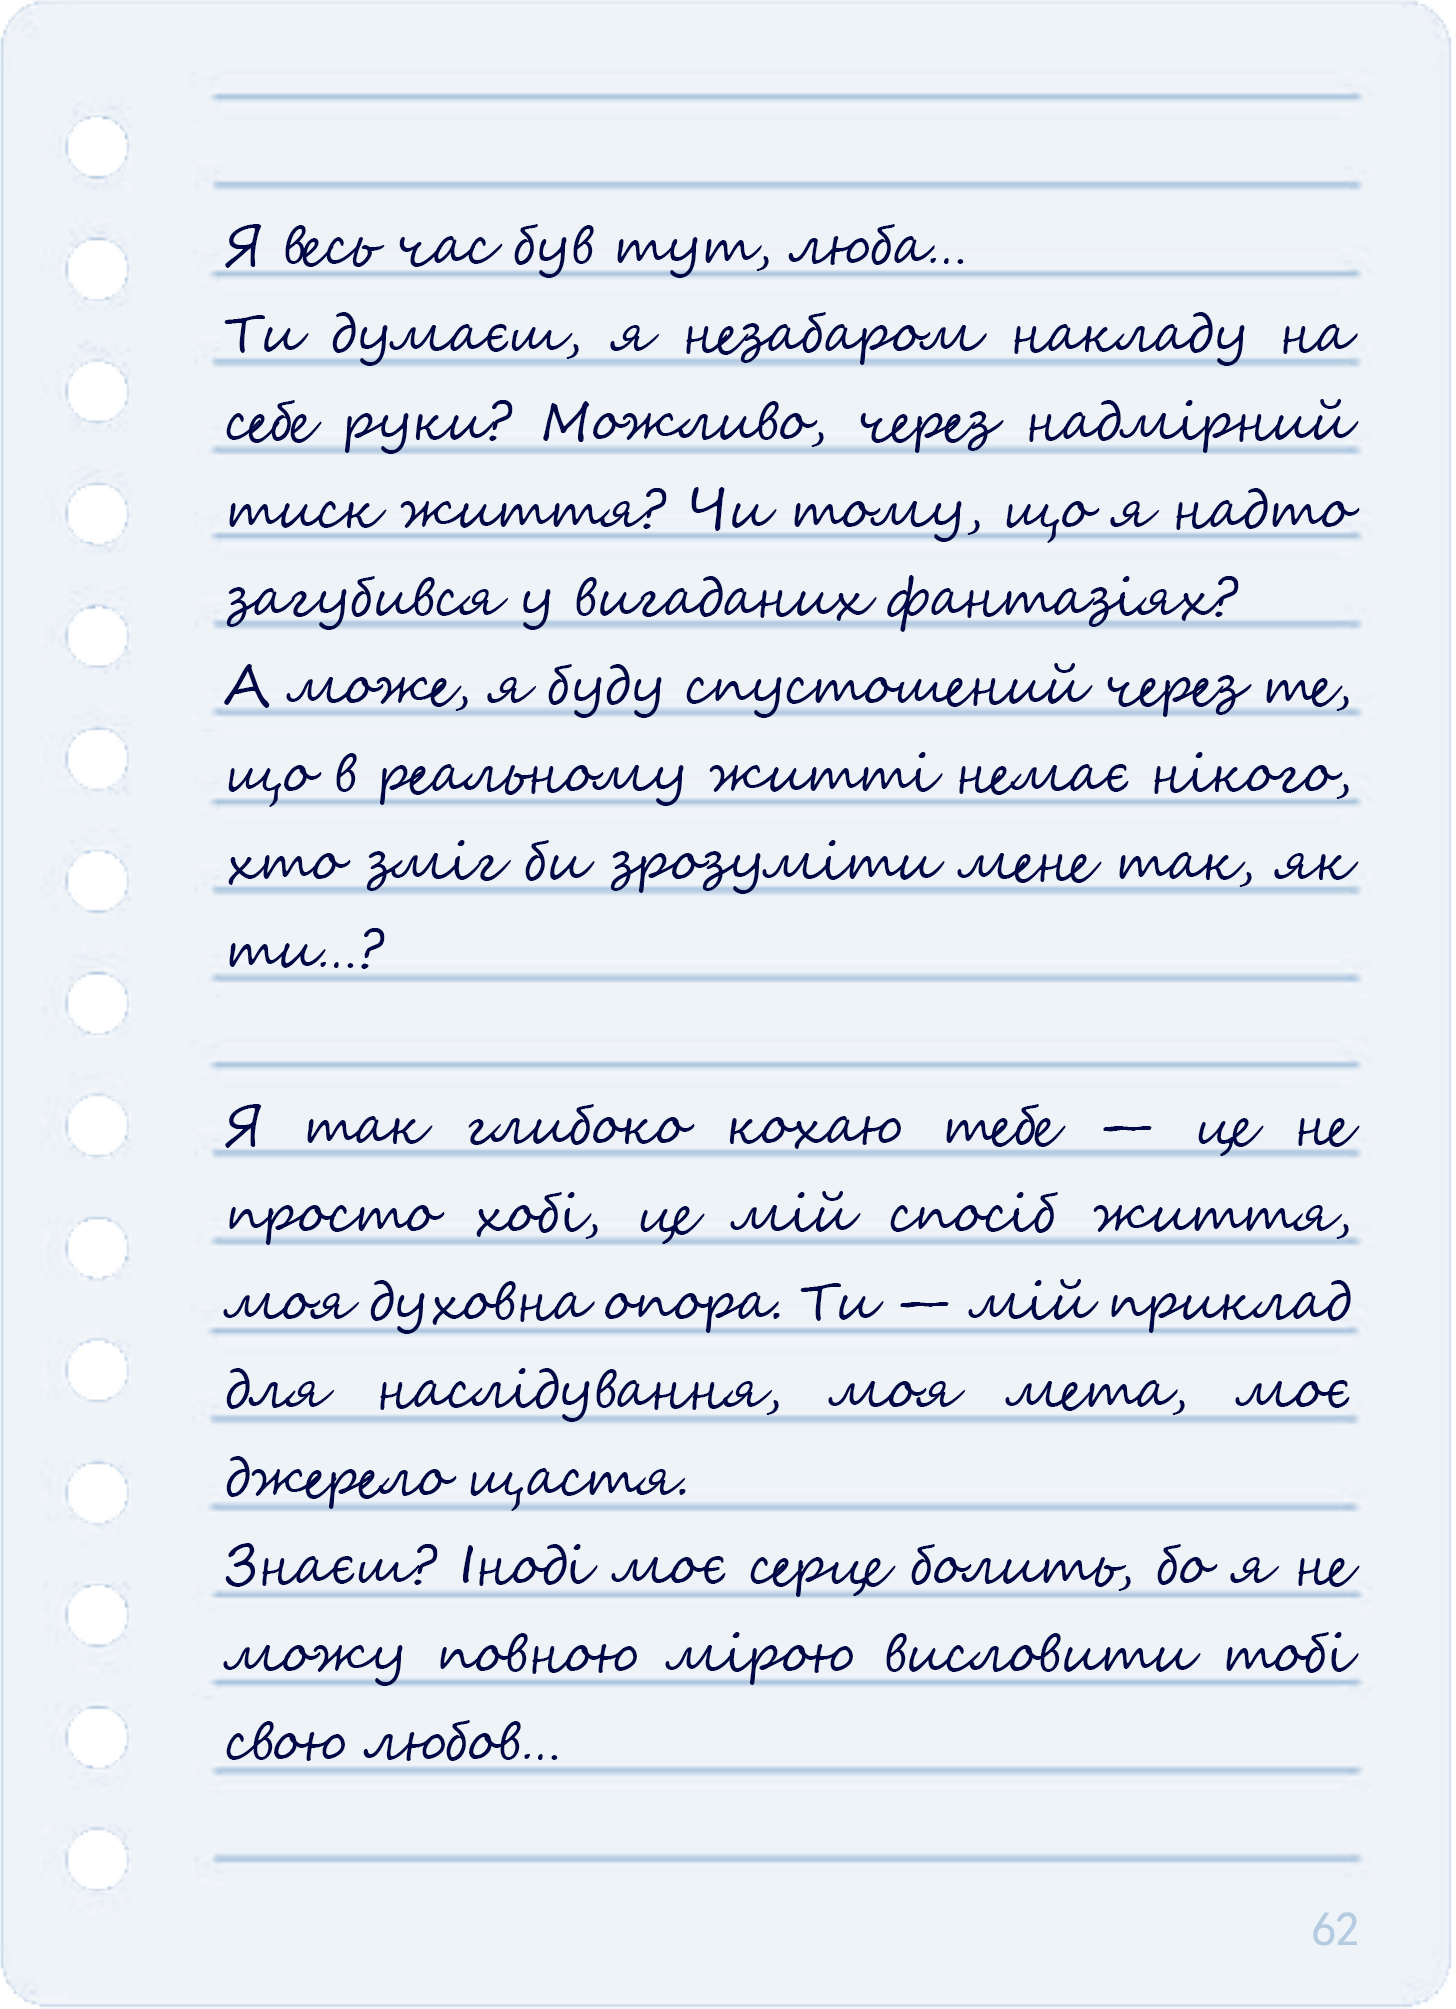 Я весь час був тут, люба...
Ти думаєш, я незабаром накладу на
себе руки? Можливо, через надмірний
тиск життя? Чи тому, що я надто
загубився у вигаданих фантазіях?
А може, я буду спустошений через те,
що в реальному житті немає нікого,
хто зміг би зрозуміти мене так, як
ти...?
Я так глибоко кохаю тебе — це не
просто хобі, це мій спосіб життя,
моя духовна опора. Ти — мій приклад
для наслідування, моя мета, моє
джерело щастя.
Знаєш? Іноді моє серце болить, бо я не
можу повною мірою висловити тобі
свою любов...
62